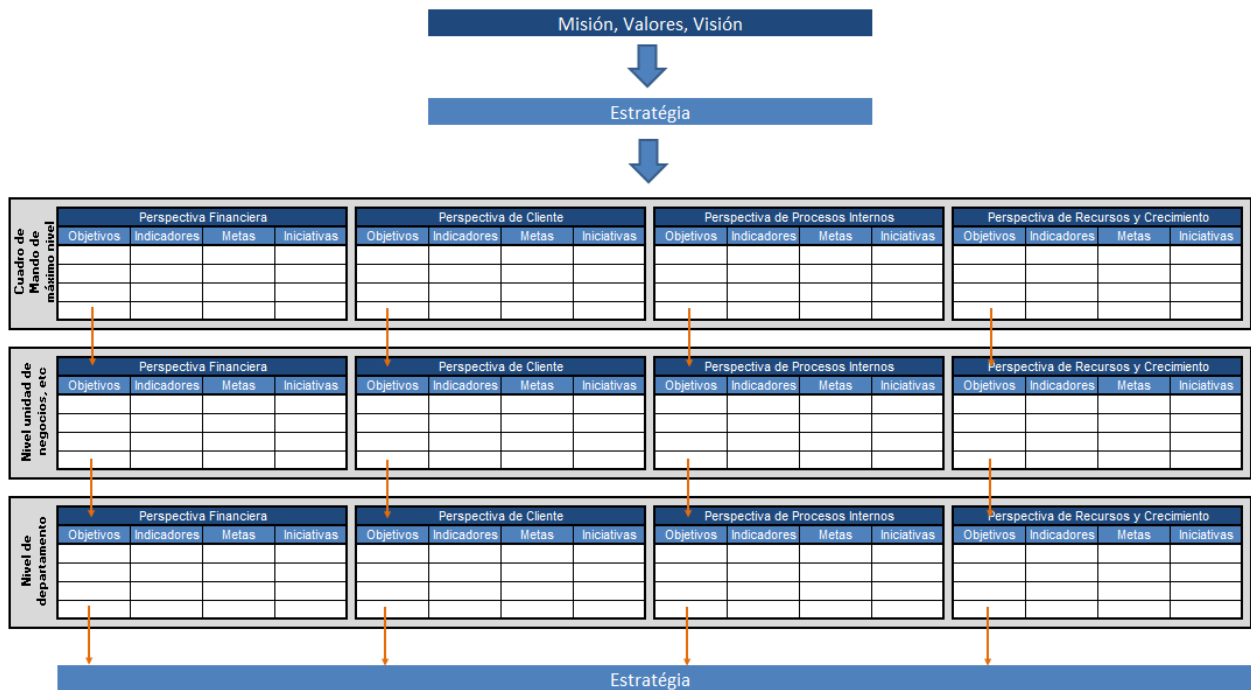 Misión, Valores, Visión
Estratégia
Cuadro de
Mando de
máximo nivel
Perspectiva Financiera
Objetivos Indicadores Metas Iniciativas
Perspectiva de Cliente
Objetivos Indicadores Metas Iniciativas
Perspectiva de Procesos Internos
Objetivos Indicadores Metas Iniciativas
Perspectiva de Recursos y Crecimiento
Objetivos Indicadores Metas Iniciativas
Nivel unidad de
negocios, etc
Perspectiva Financiera
Objetivos Indicadores Metas Iniciativas
Perspectiva de Cliente
Objetivos Indicadores Metas Iniciativas
Perspectiva de Procesos Internos
Objetivos Indicadores Metas Iniciativas
Perspectiva de Recursos y Crecimiento
Objetivos Indicadores Metas Iniciativas
Nivel de
departamento
Perspectiva Financiera
Objetivos Indicadores Metas Iniciativas
Perspectiva de Cliente
Objetivos Indicadores Metas Iniciativas
Perspectiva de Procesos Internos
Objetivos Indicadores Metas Iniciativas
Perspectiva de Recursos y Crecimiento
Objetivos Indicadores Metas Iniciativas
Estratégia